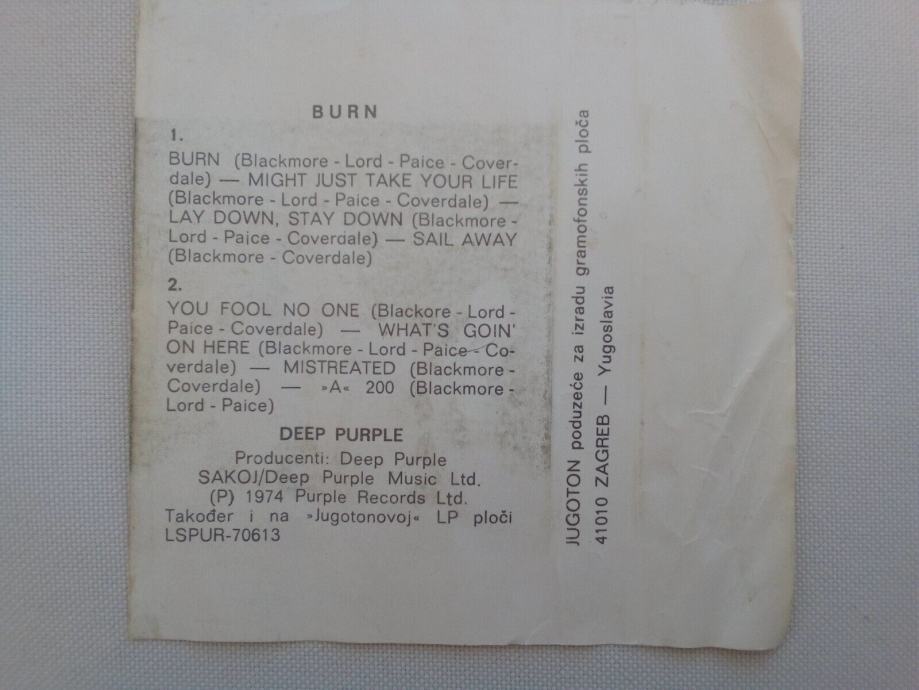 BURN
1.
BURN (Blackmore - Lord - Paice - Cover-
dale) — MIGHT JUST TAKE YOUR LIFE
(Blackmore - Lord - Paice - Coverdale) —
LAY DOWN, STAY DOWN (Blackmore -
Lord - Paice - Coverdale) — SAIL AWAY
(Blackmore - Coverdale)
2.
YOU FOOL NO ONE (Blackore - Lord -
Paice - Coverdale) — WHAT'S GOIN'
ON HERE (Blackmore - Lord - Paice - Co-
verdale) — MISTREATED (Blackmore -
Coverdale) — »A« 200 (Blackmore -
Lord - Paice)
DEEP PURPLE
Producenti: Deep Purple
SAKOJ/Deep Purple Music Ltd.
(P) 1974 Purple Records Ltd.
Također i na »Jugotonovoj« LP ploči
LSPUR-70613
JUGOTON poduzeće za izradu gramofonskih ploča
41010 ZAGREB — Yugoslavia